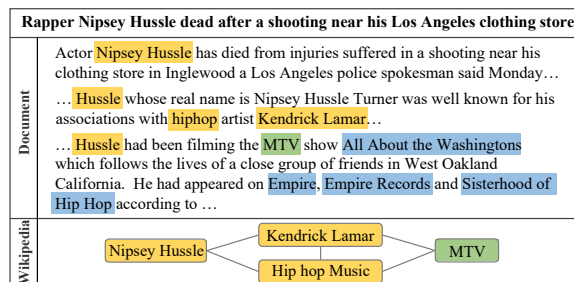 Rapper Nipsey Hussle dead after a shooting near his Los Angeles clothing store
Document
Actor Nipsey Hussle has died from injuries suffered in a shooting near his
clothing store in Inglewood a Los Angeles police spokesman said Monday…
… Hussle whose real name is Nipsey Hussle Turner was well known for his
associations with hiphop artist Kendrick Lamar…
… Hussle had been filming the MTV show All About the Washingtons
which follows the lives of a close group of friends in West Oakland
California. He had appeared on Empire, Empire Records and Sisterhood of
Hip Hop according to …
Wikipedia
Kendrick Lamar
Nipsey Hussle
MTV
Hip hop Music